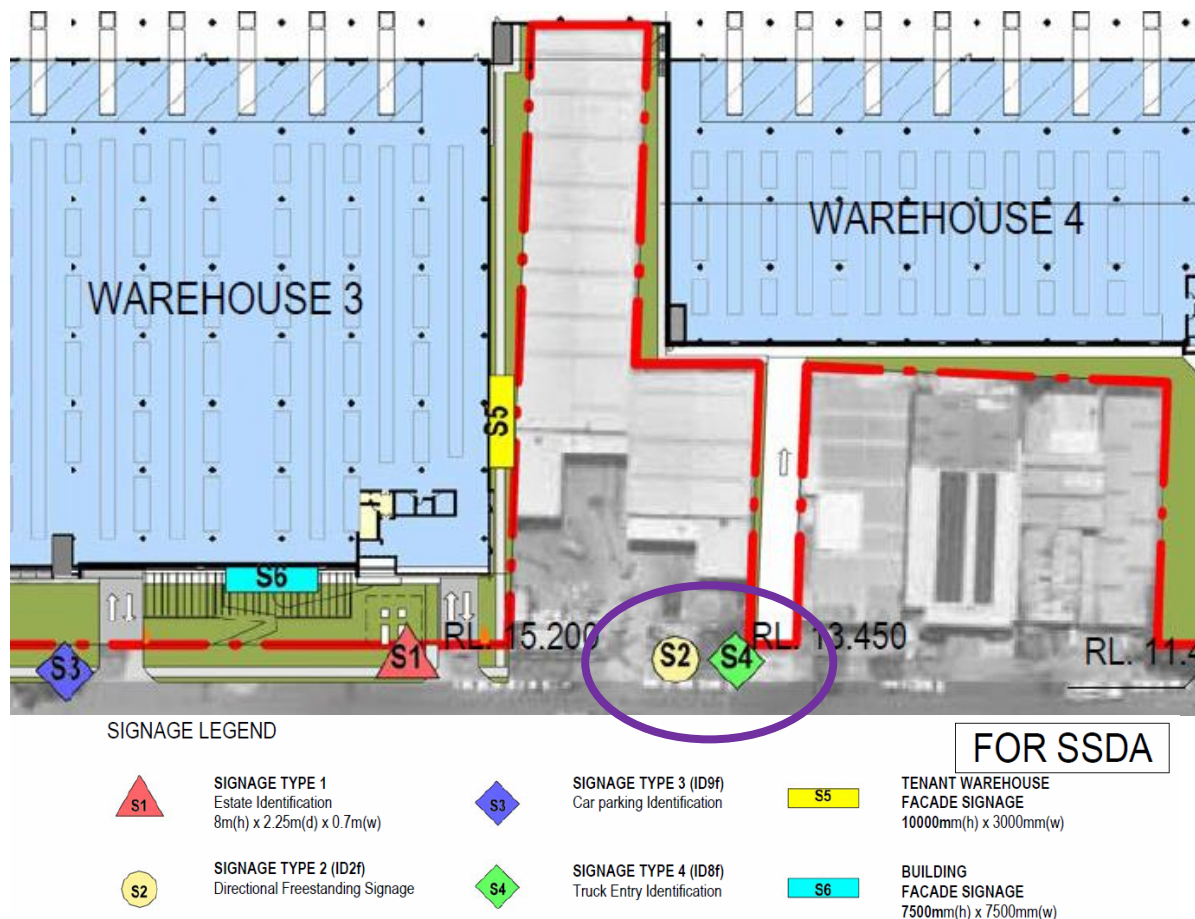 WAREHOUSE 4
WAREHOUSE 3
S5
S6
RL. 15.200
RL. 13.450
S3
S1
S2
S4
RL. 11.4
SIGNAGE LEGEND
FOR SSDA
S1
SIGNAGE TYPE 1
Estate Identification
8m(h) x 2.25m(d) x 0.7m(w)
S3
SIGNAGE TYPE 3 (ID9f)
Car parking Identification
S5
TENANT WAREHOUSE
FACADE SIGNAGE
10000mm(h) x 3000mm(w)
S2
SIGNAGE TYPE 2 (ID2f)
Directional Freestanding Signage
S4
SIGNAGE TYPE 4 (ID8f)
Truck Entry Identification
S6
BUILDING
FACADE SIGNAGE
7500mm(h) x 7500mm(w)